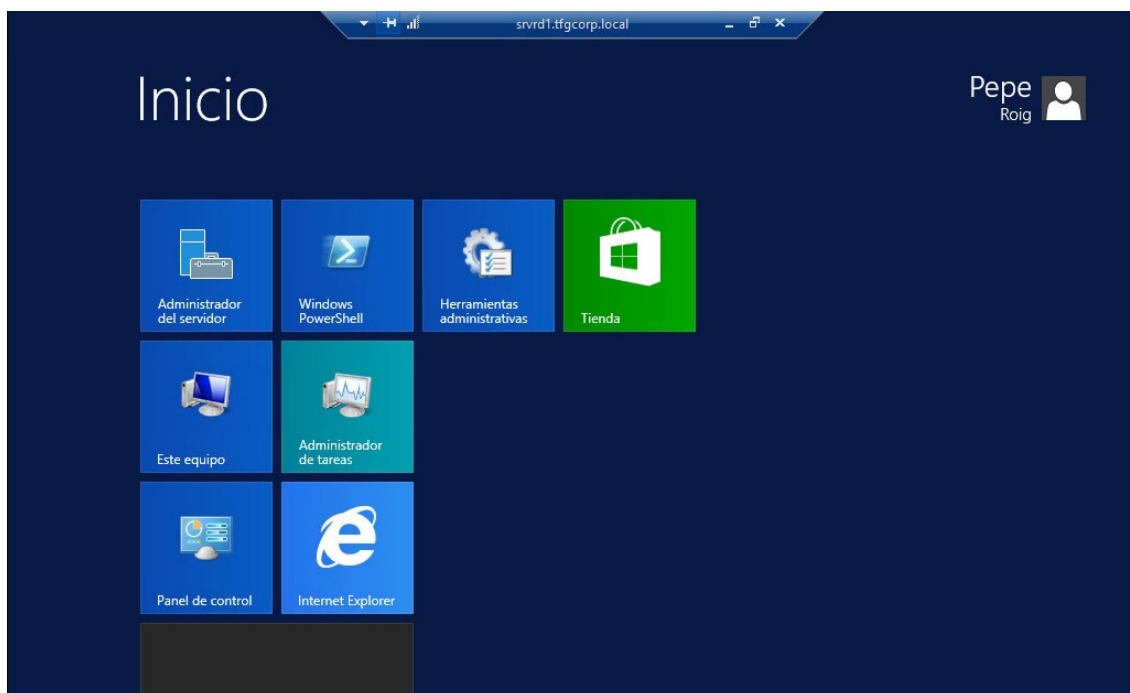 srvrd1.tfgcorp.local
Inicio
Pepe
Roig
Administrador
del servidor
Windows
PowerShell
Herramientas
administrativas
Tienda
Este equipo
Administrador
de tareas
Panel de control
Internet Explorer